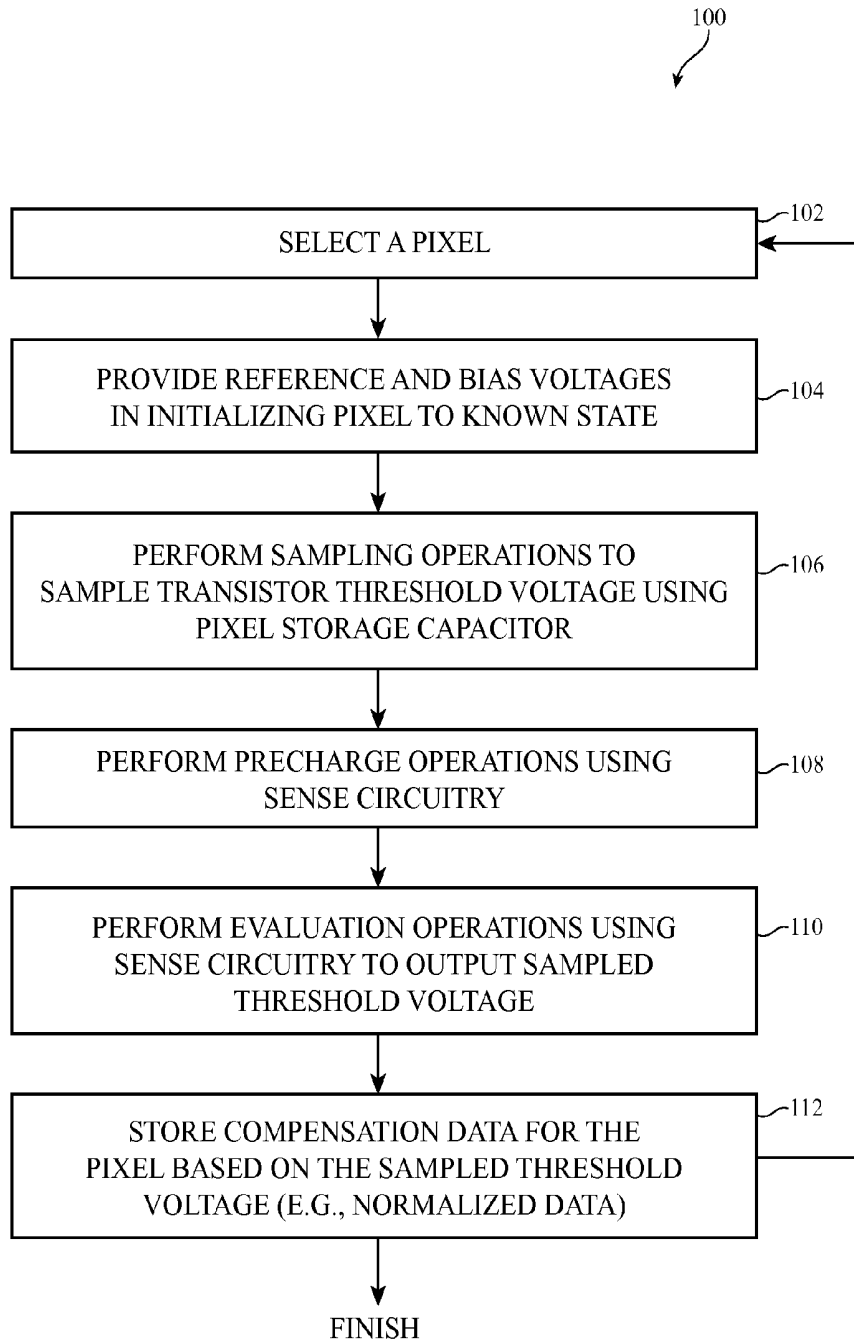 100
102
SELECT A PIXEL
PROVIDE REFERENCE AND BIAS VOLTAGES
IN INITIALIZING PIXEL TO KNOWN STATE
104
PERFORM SAMPLING OPERATIONS TO
SAMPLE TRANSISTOR THRESHOLD VOLTAGE USING
PIXEL STORAGE CAPACITOR
106
PERFORM PRECHARGE OPERATIONS USING
SENSE CIRCUITRY
108
PERFORM EVALUATION OPERATIONS USING
SENSE CIRCUITRY TO OUTPUT SAMPLED
THRESHOLD VOLTAGE
110
STORE COMPENSATION DATA FOR THE
PIXEL BASED ON THE SAMPLED THRESHOLD
VOLTAGE (E.G., NORMALIZED DATA)
112
FINISH